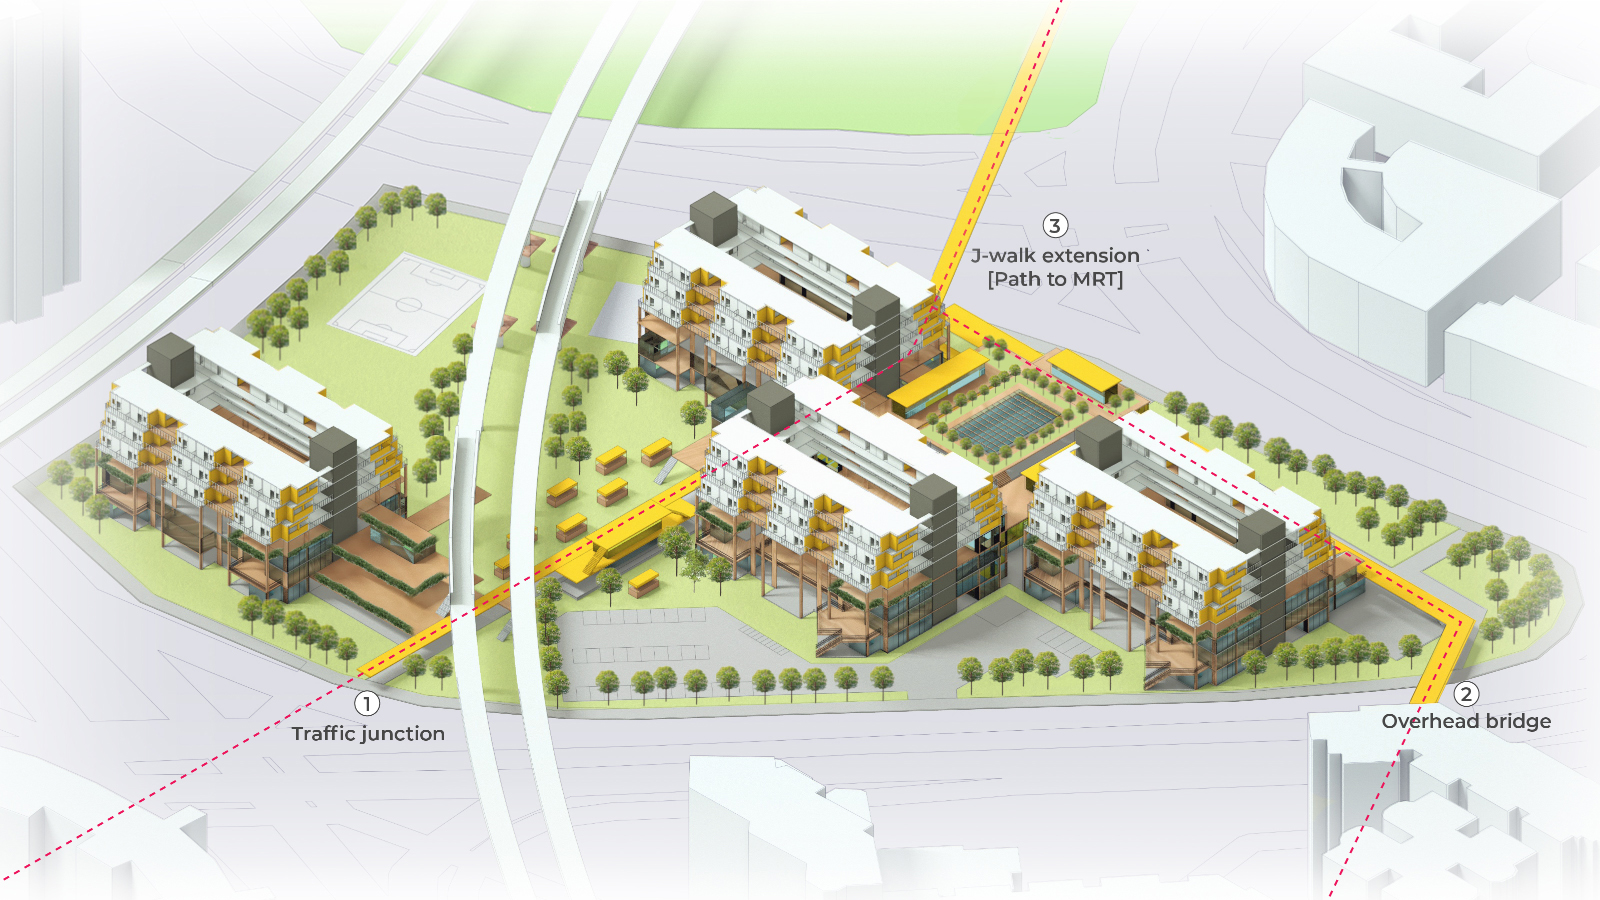 3
J-walk extension
[Path to MRT]
1
Traffic junction
2
Overhead bridge